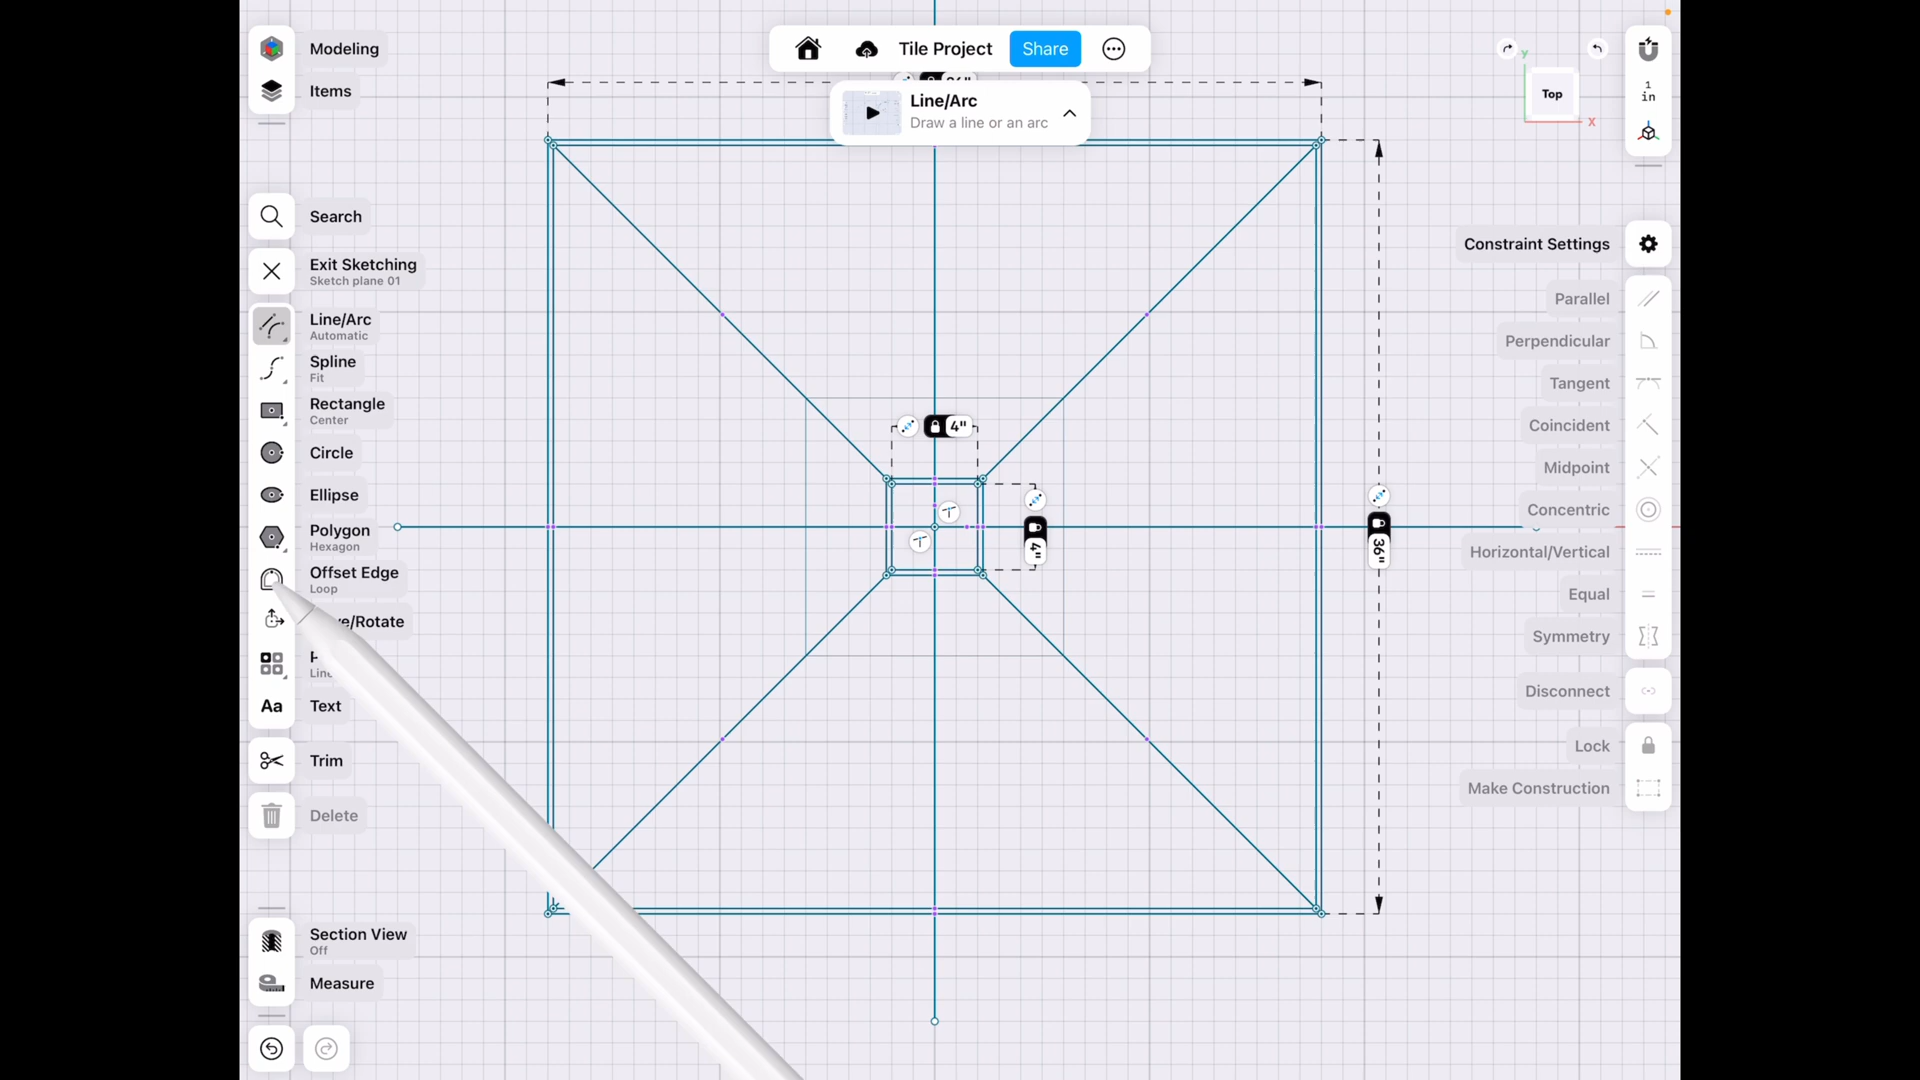 Modeling
Items
Tile Project
Share
Line/Arc
Draw a line or an arc
y
Top
x
1
in
Search
Exit Sketching
Sketch plane 01
Line/Arc
Automatic
Spline
Fit
Rectangle
Center
Circle
Ellipse
Polygon
Hexagon
Offset Edge
Loop
Aa
Text
Trim
Delete
Section View
Off
Measure
4"
4"
36"
Constraint Settings
Parallel
Perpendicular
Tangent
Coincident
Midpoint
Concentric
Horizontal/Vertical
Equal
Symmetry
Disconnect
Lock
Make Construction